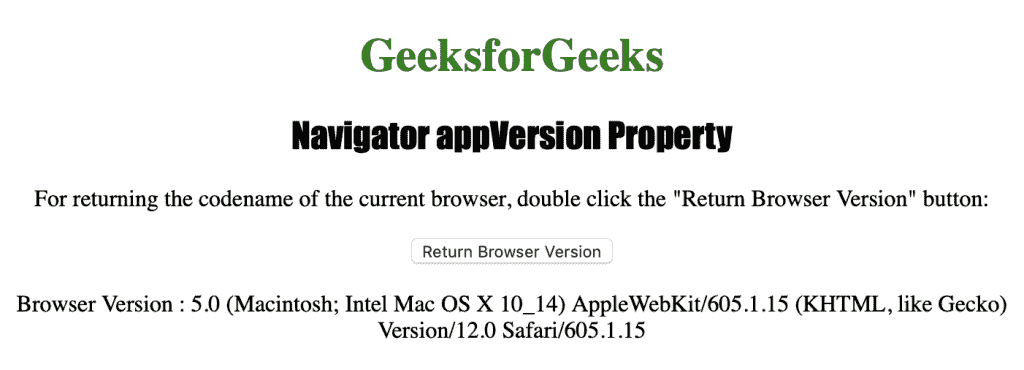 GeeksforGeeks
Navigator appVersion Property
For returning the codename of the current browser, double click the "Return Browser Version" button:
Return Browser Version
Browser Version : 5.0 (Macintosh; Intel Mac OS X 10_14) AppleWebKit/605.1.15 (KHTML, like Gecko)
Version/12.0 Safari/605.1.15